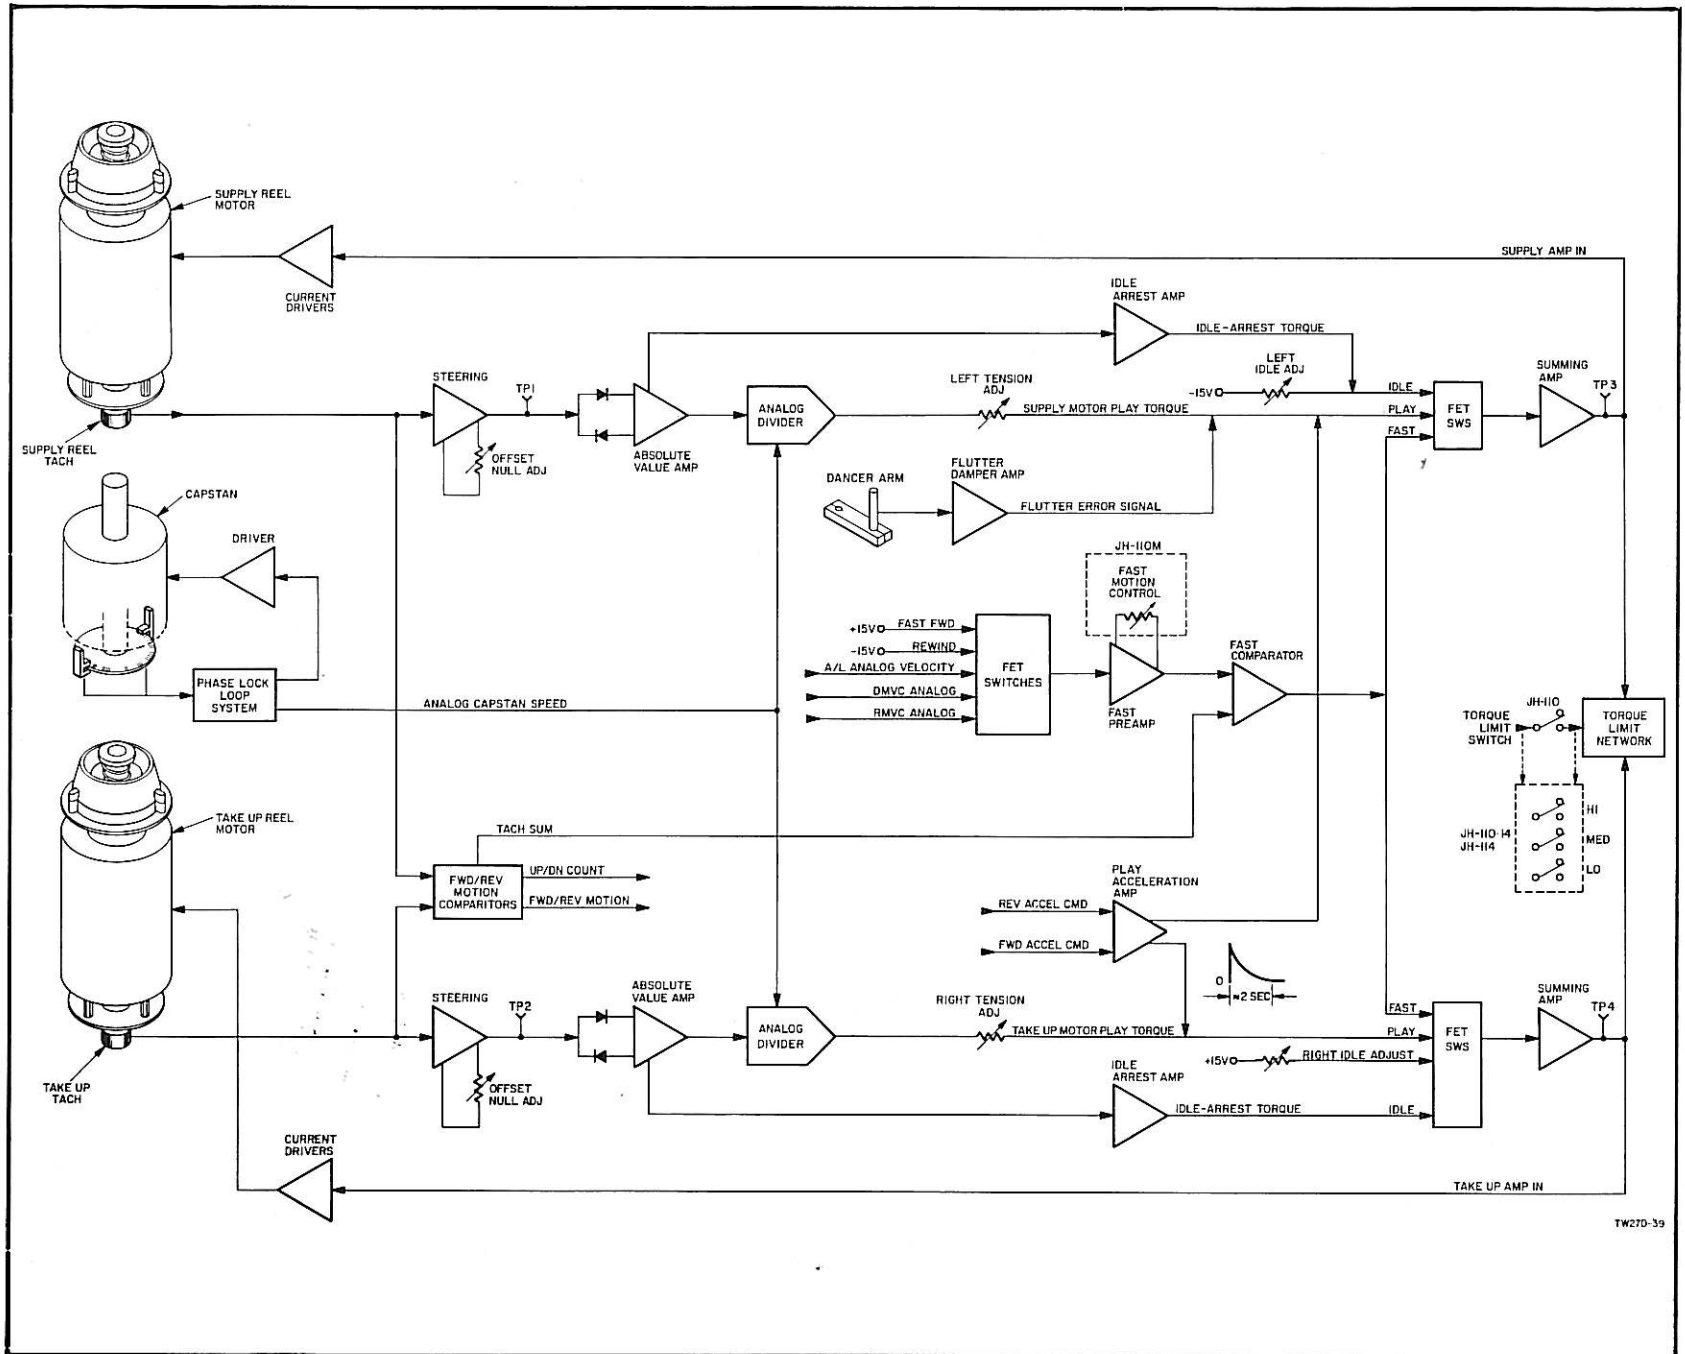 SUPPLY REEL
MOTOR
CURRENT
DRIVERS
SUPPLY AMP IN
IDLE
ARREST AMP
IDLE-ARREST TORQUE
LEFT
IDLE ADJ
-15V
IDLE
PLAY
FAST
FET
SWS
SUMMING
AMP
TP3
STEERING
TP1
OFFSET
NULL ADJ
ABSOLUTE
VALUE AMP
ANALOG
DIVIDER
LEFT TENSION
ADJ
SUPPLY MOTOR PLAY TORQUE
SUPPLY REEL
TACH
DANCER ARM
FLUTTER
DAMPER AMP
FLUTTER ERROR SIGNAL
CAPSTAN
DRIVER
PHASE LOCK
LOOP
SYSTEM
ANALOG CAPSTAN SPEED
JH-110M
FAST
MOTION
CONTROL
+15V
FAST FWD
-15V
REWIND
A/L ANALOG VELOCITY
DMVC ANALOG
RMVC ANALOG
FET
SWITCHES
FAST
PREAMP
FAST
COMPARATOR
JH-110
TORQUE
LIMIT
SWITCH
TORQUE
LIMIT
NETWORK
HI
JH-110-14
JH-114
MED
LO
TAKE UP REEL
MOTOR
TACH SUM
FWD/REV
MOTION
COMPARITORS
UP/DN COUNT
FWD/REV MOTION
PLAY
ACCELERATION
AMP
REV ACCEL CMD
FWD ACCEL CMD
0
≈2 SEC
STEERING
TP2
OFFSET
NULL ADJ
ABSOLUTE
VALUE AMP
ANALOG
DIVIDER
RIGHT TENSION
ADJ
TAKE UP MOTOR PLAY TORQUE
FAST
PLAY
+15V
RIGHT IDLE ADJUST
IDLE
ARREST AMP
IDLE-ARREST TORQUE
IDLE
FET
SWS
SUMMING
AMP
TP4
TAKE UP
TACH
CURRENT
DRIVERS
TAKE UP AMP IN
TW27D-39